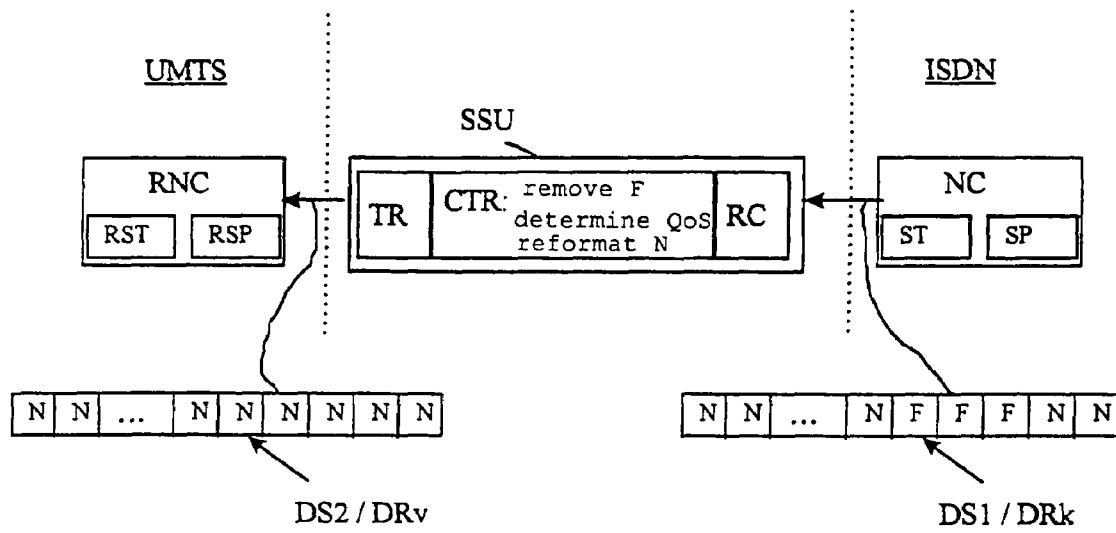 UMTS
ISDN
SSU
RNC
RST RSP
TR
CTR: remove F
determine QoS
reformat N
RC
NC
ST SP
N N ... N N N N N N
N N ... N F F F N N
DS2 / DRv
DS1 / DRk